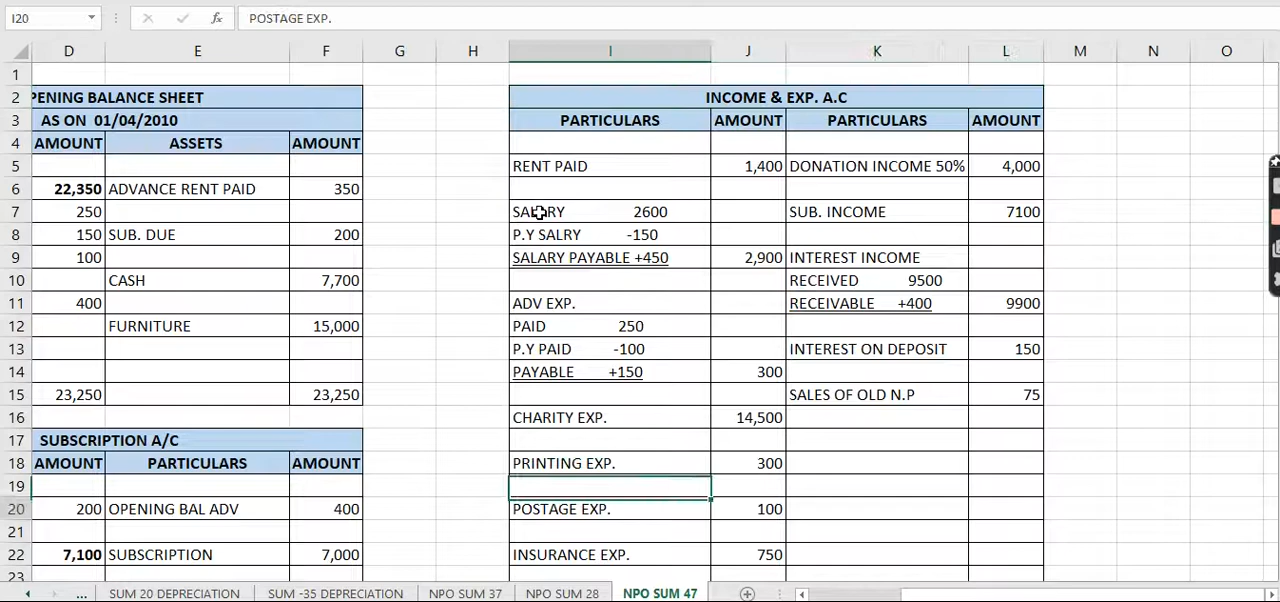 I20 fx POSTAGE EXP.
D E F G H I J K L M N O
1
2 PENING BALANCE SHEET INCOME & EXP. A.C
3 AS ON 01/04/2010 PARTICULARS AMOUNT PARTICULARS AMOUNT
4 AMOUNT ASSETS AMOUNT
5 RENT PAID 1,400 DONATION INCOME 50% 4,000
6 22,350 ADVANCE RENT PAID 350
7 250 SALARY 2600 SUB. INCOME 7100
8 150 SUB. DUE 200 P.Y SALRY -150
9 100 SALARY PAYABLE +450 2,900 INTEREST INCOME
10 CASH 7,700 RECEIVED 9500
11 400 ADV EXP. RECEIVABLE +400 9900
12 FURNITURE 15,000 PAID 250
13 P.Y PAID -100 INTEREST ON DEPOSIT 150
14 PAYABLE +150 300
15 23,250 23,250 SALES OF OLD N.P 75
16 CHARITY EXP. 14,500
17 SUBSCRIPTION A/C
18 AMOUNT PARTICULARS AMOUNT PRINTING EXP. 300
19
20 200 OPENING BAL ADV 400 POSTAGE EXP. 100
21
22 7,100 SUBSCRIPTION 7,000 INSURANCE EXP. 750
23
... SUM 20 DEPRECIATION SUM -35 DEPRECIATION NPO SUM 37 NPO SUM 28 NPO SUM 47